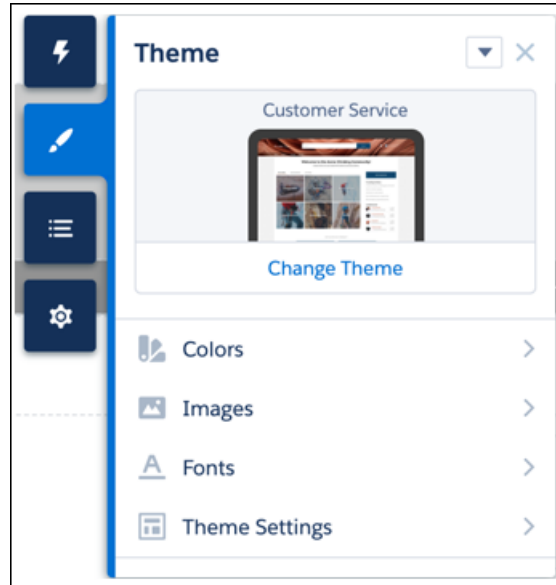 Theme
Customer Service
Change Theme
Colors
Images
Fonts
Theme Settings